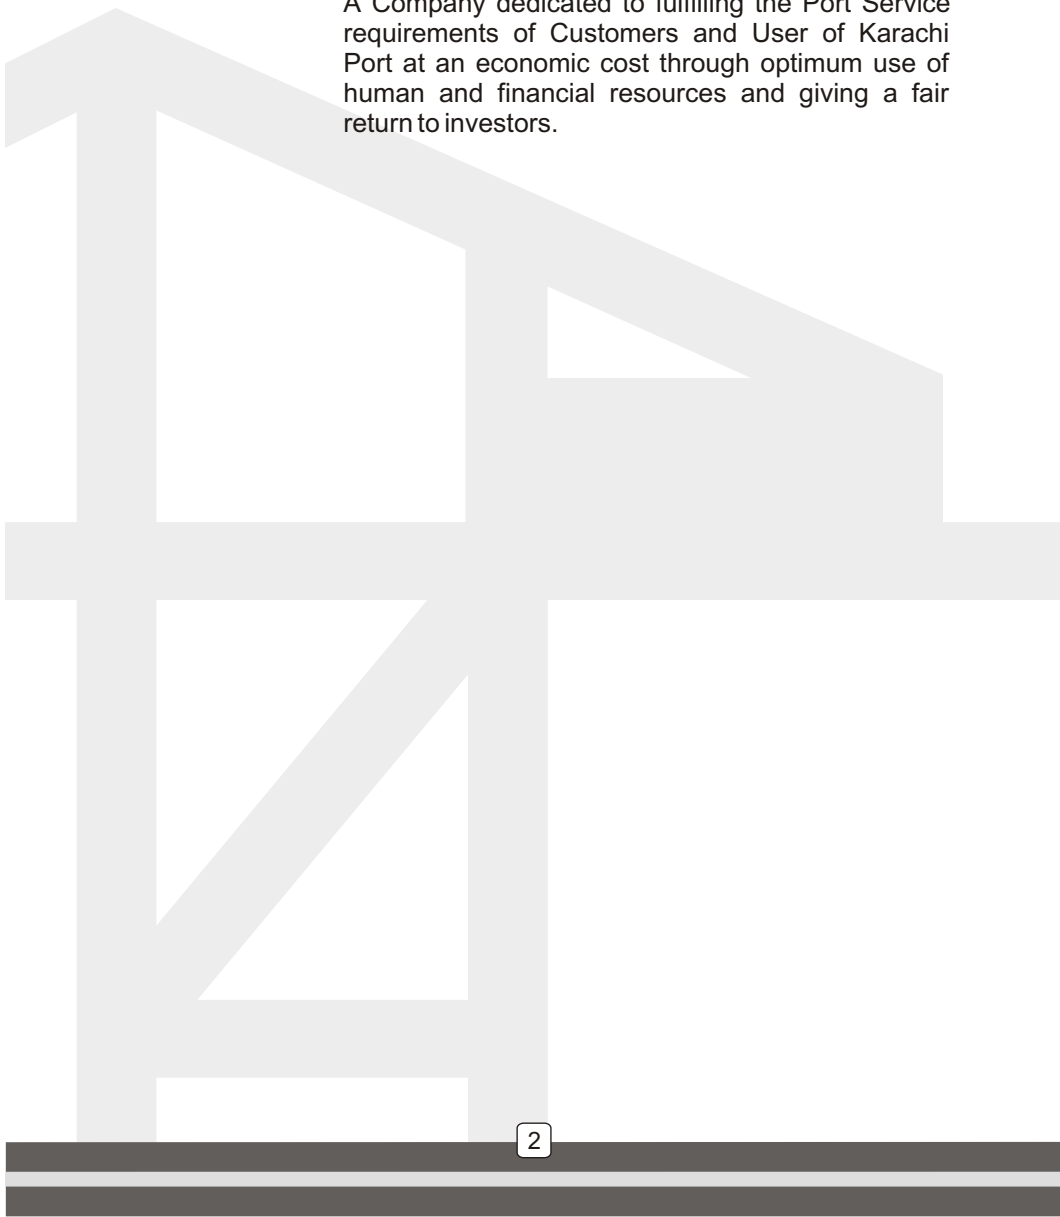 A Company dedicated to fulfilling the Port Service
requirements of Customers and User of Karachi
Port at an economic cost through optimum use of
human and financial resources and giving a fair
return to investors.
2